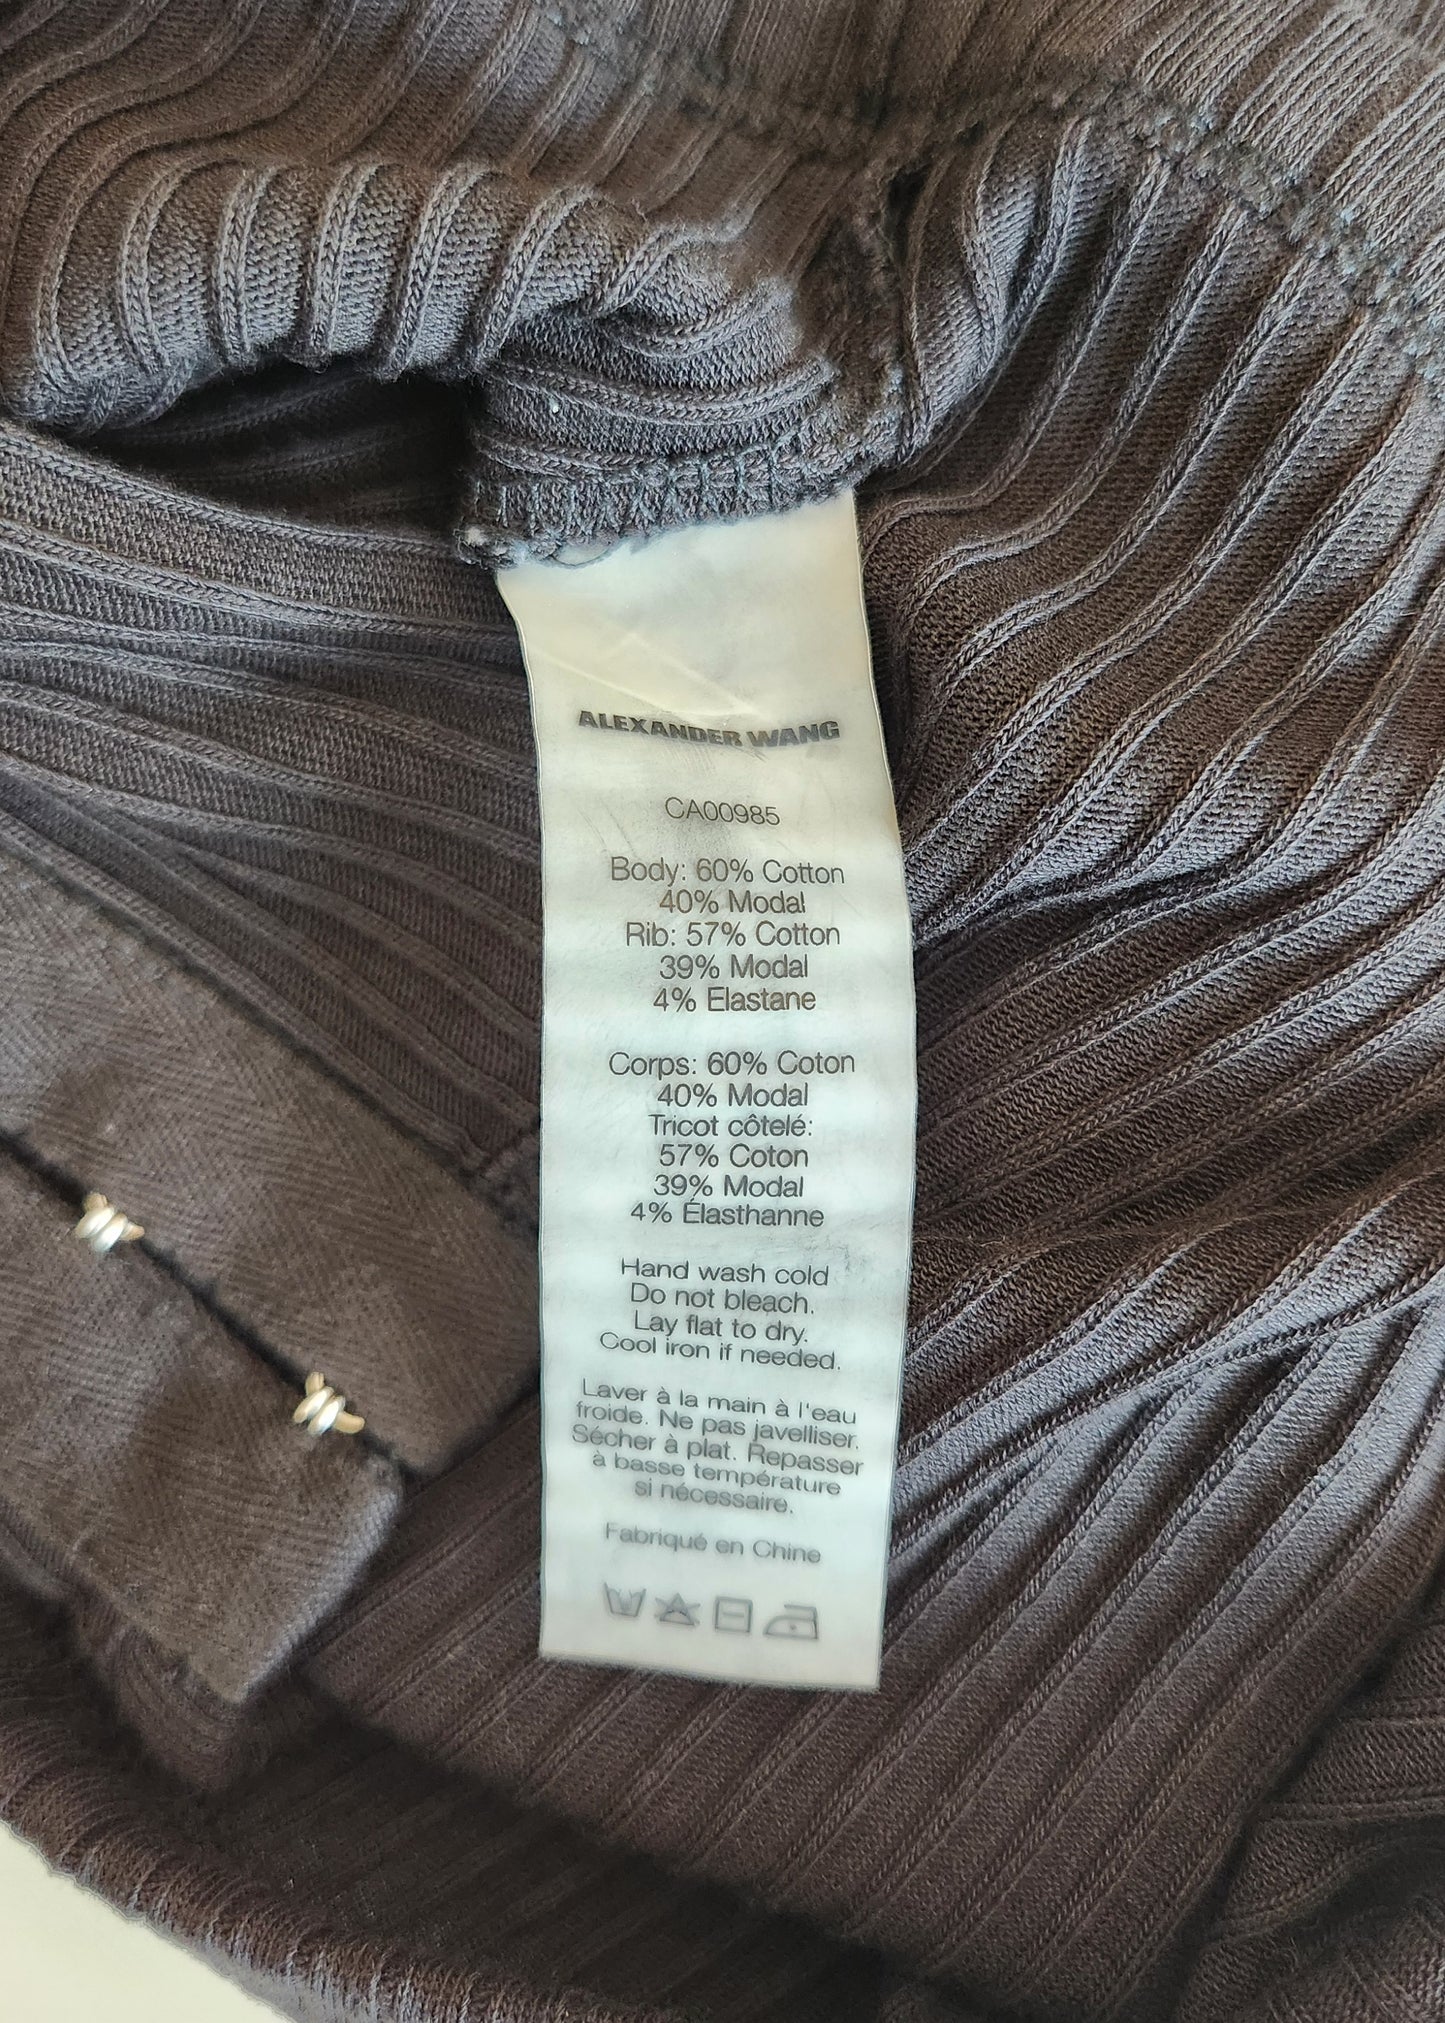 ALEXANDER WANG
CA00985
Body: 60% Cotton
40% Modal
Rib: 57% Cotton
39% Modal
4% Elastane
Corps: 60% Coton
40% Modal
Tricot côtelé:
57% Coton
39% Modal
4% Élasthanne
Hand wash cold
Do not bleach.
Lay flat to dry.
Cool iron if needed.
Laver à la main à l'eau
froide. Ne pas javelliser.
Sécher à plat. Repasser
à basse température
si nécessaire.
Fabriqué en Chine